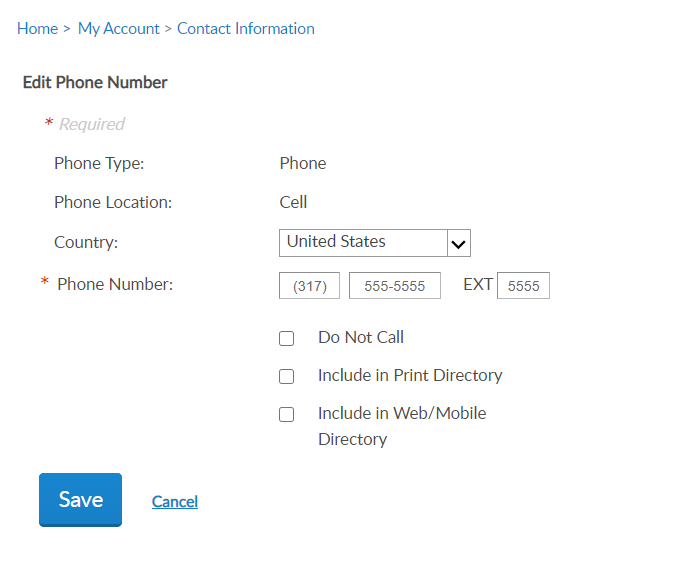 Home > My Account > Contact Information
Edit Phone Number
* Required
Phone Type: Phone
Phone Location: Cell
Country: United States
* Phone Number: (317) 555-5555 EXT 5555
Do Not Call
Include in Print Directory
Include in Web/Mobile
Directory
Save Cancel